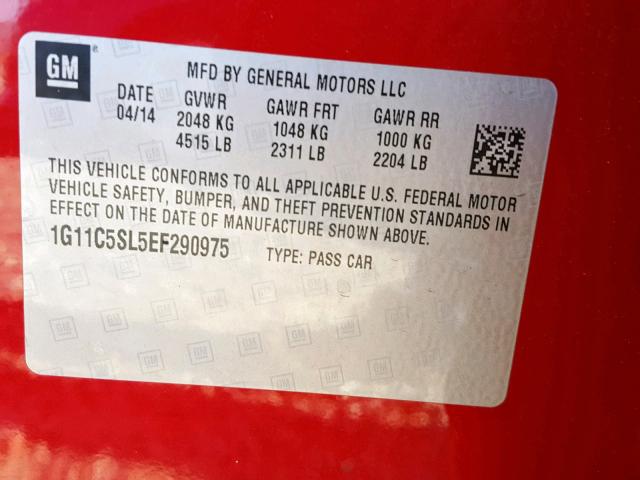 GM ®
MFD BY GENERAL MOTORS LLC
DATE GVWR GAWR FRT GAWR RR
04/14 2048 KG 1048 KG 1000 KG
4515 LB 2311 LB 2204 LB
THIS VEHICLE CONFORMS TO ALL APPLICABLE U.S. FEDERAL MOTOR
VEHICLE SAFETY, BUMPER, AND THEFT PREVENTION STANDARDS IN
EFFECT ON THE DATE OF MANUFACTURE SHOWN ABOVE.
1G11C5SL5EF290975 TYPE: PASS CAR